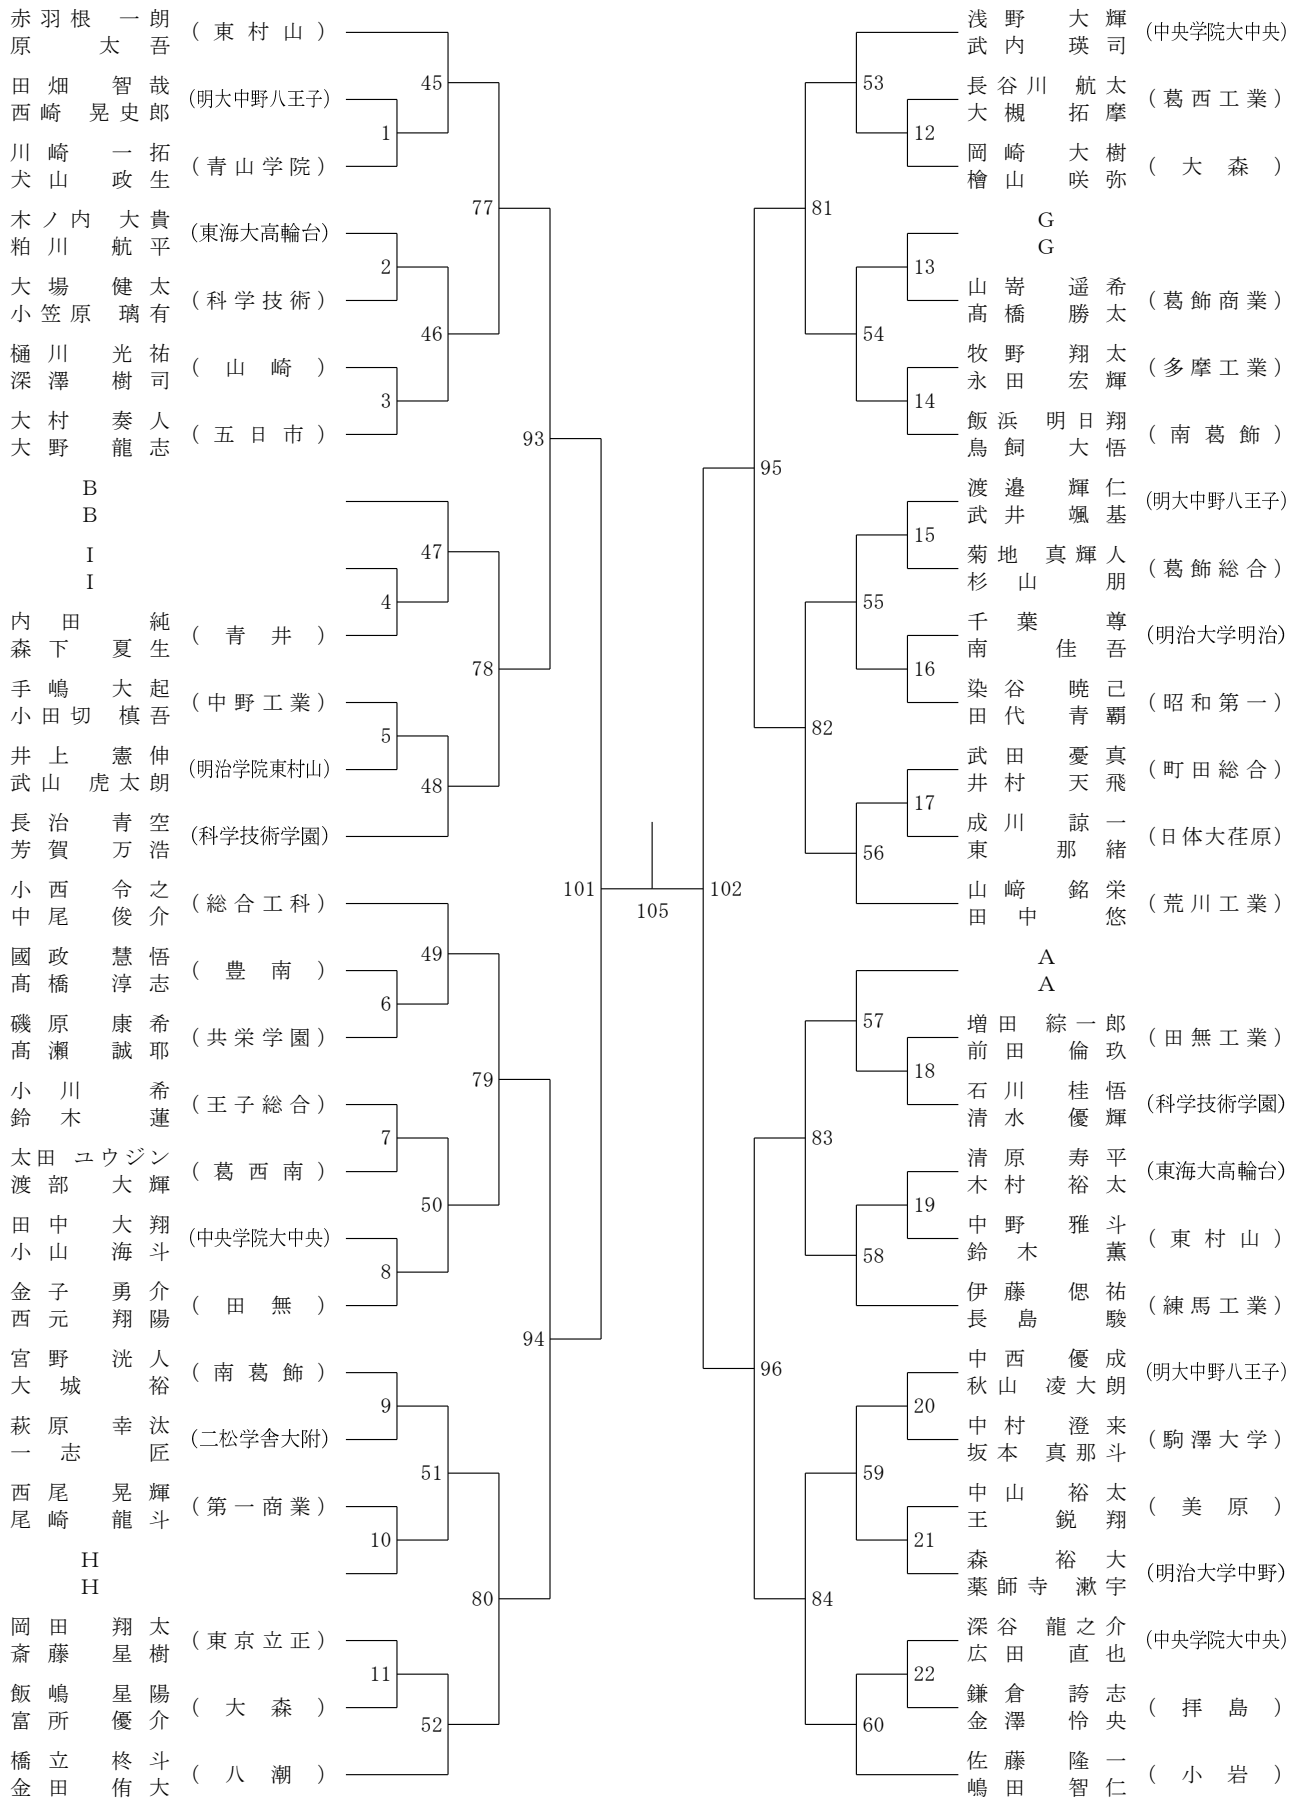 赤羽根 一朗
原 太吾
(東村山)
田畑 智哉
西崎 晃史郎
(明大中野八王子)
川崎 一拓
犬山 政生
(青山学院)
木ノ内 大貴
粕川 航平
(東海大高輪台)
大場 健太
小笠原 璃有
(科学技術)
樋川 光祐
深澤 樹司
(山崎)
大村 奏人
大野 龍志
(五日市)
B
B
I
I
内田 純
森下 夏生
(青井)
手嶋 大起
小田切 槙吾
(中野工業)
井上 憲伸
武山 虎太朗
(明治学院東村山)
長治 青空
芳賀 万浩
(科学技術学園)
小西 令之
中尾 俊介
(総合工科)
國政 慧悟
髙橋 淳志
(豊南)
磯原 康希
髙瀨 誠耶
(共栄学園)
小川 希
鈴木 蓮
(王子総合)
太田 ユウジン
渡部 大輝
(葛西南)
田中 大翔
小山 海斗
(中央学院大中央)
金子 勇介
西元 翔陽
(田無)
宮野 洸人
大城 裕
(南葛飾)
萩原 幸汰
一志 匠
(二松学舎大附)
西尾 晃輝
尾崎 龍斗
(第一商業)
H
H
岡田 翔太
斎藤 星樹
(東京立正)
飯嶋 星陽
富所 優介
(大森)
橋立 柊斗
金田 侑大
(八潮)
45
1
77
2
46
3
93
47
4
78
5
48
101
49
6
79
7
50
8
94
9
51
10
80
11
52
105
102
53
12
81
13
54
14
95
15
55
16
82
17
56
57
18
83
19
58
96
20
59
21
84
22
60
浅野 大輝
武内 瑛司
(中央学院大中央)
長谷川 航太
大槻 拓摩
(葛西工業)
岡崎 大樹
檜山 咲弥
(大森)
G
G
山嵜 遥希
髙橋 勝太
(葛飾商業)
牧野 翔太
永田 宏輝
(多摩工業)
飯浜 明日翔
鳥飼 大悟
(南葛飾)
渡邉 輝仁
武井 颯基
(明大中野八王子)
菊地 真輝人
杉山 朋
(葛飾総合)
千葉 尊
南 佳吾
(明治大学明治)
染谷 暁己
田代 青覇
(昭和第一)
武田 憂真
井村 天飛
(町田総合)
成川 諒一
東 那緒
(日体大荏原)
山﨑 銘栄
田中 悠
(荒川工業)
A
A
増田 綜一郎
前田 倫玖
(田無工業)
石川 桂悟
清水 優輝
(科学技術学園)
清原 寿平
木村 裕太
(東海大高輪台)
中野 雅斗
鈴木 薫
(東村山)
伊藤 偲祐
長島 駿
(練馬工業)
中西 優成
秋山 凌大朗
(明大中野八王子)
中村 澄来
坂本 真那斗
(駒澤大学)
中山 裕太
王 鋭翔
(美原)
森 裕大
薬師寺 漱宇
(明治大学中野)
深谷 龍之介
広田 直也
(中央学院大中央)
鎌倉 誇志
金澤 怜央
(拝島)
佐藤 隆一
嶋田 智仁
(小岩)